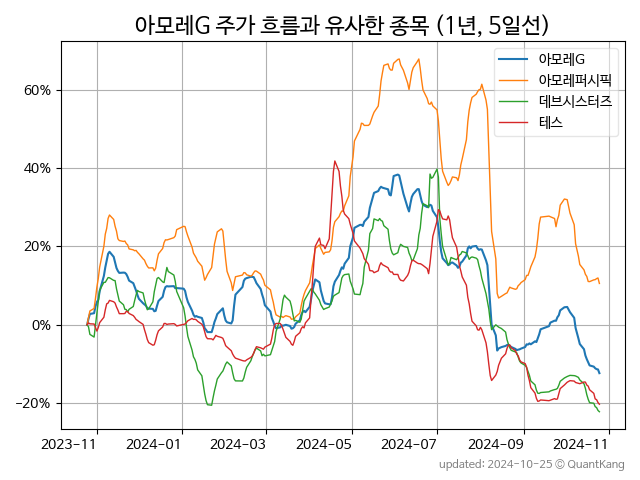 아모레G 주가 흐름과 유사한 종목 (1년, 5일선)
아모레G
아모레퍼시픽
데브시스터즈
테스
60%
40%
20%
0%
−20%
2023−11
2024−01
2024−03
2024−05
2024−07
2024−09
2024−11
updated: 2024-10-25 © QuantKang